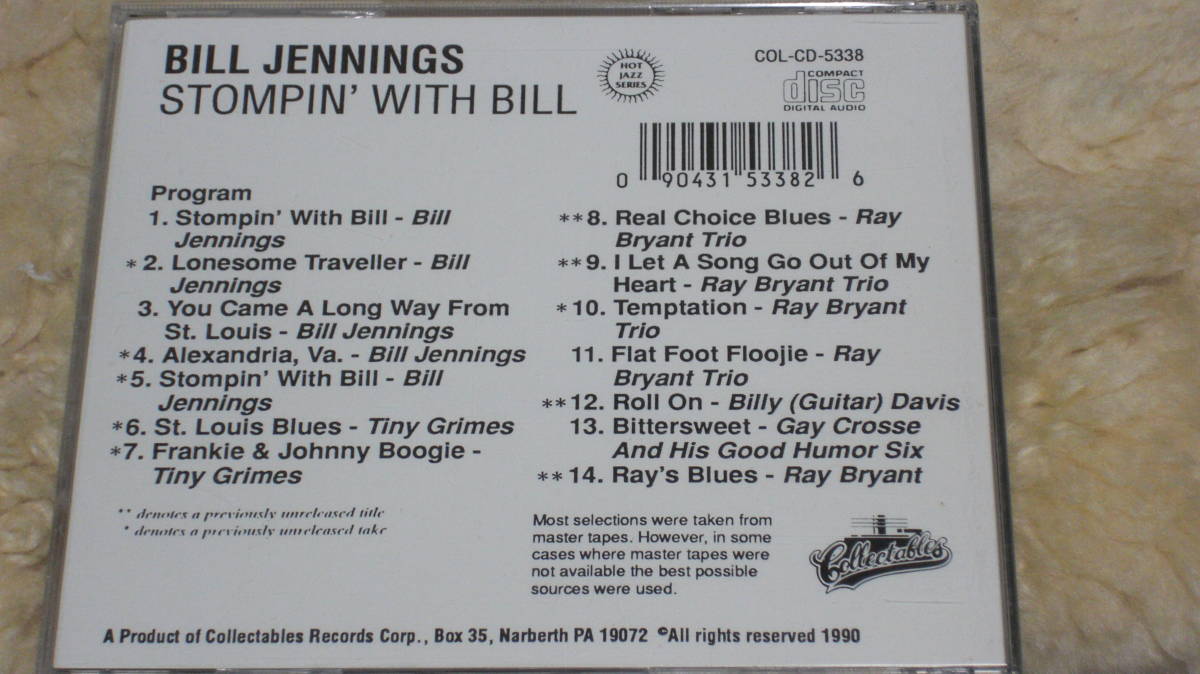 BILL JENNINGS
STOMPIN' WITH BILL
HOT
JAZZ
SERIES
COL-CD-5338
COMPACT
disc
DIGITAL AUDIO
0 90431 53382 6
Program
1. Stompin' With Bill - Bill
Jennings
*2. Lonesome Traveller - Bill
Jennings
3. You Came A Long Way From
St. Louis - Bill Jennings
*4. Alexandria, Va. - Bill Jennings
*5. Stompin' With Bill - Bill
Jennings
*6. St. Louis Blues - Tiny Grimes
*7. Frankie & Johnny Boogie -
Tiny Grimes
**8. Real Choice Blues - Ray
Bryant Trio
**9. I Let A Song Go Out Of My
Heart - Ray Bryant Trio
*10. Temptation - Ray Bryant
Trio
11. Flat Foot Floojie - Ray
Bryant Trio
**12. Roll On - Billy (Guitar) Davis
13. Bittersweet - Gay Crosse
And His Good Humor Six
**14. Ray's Blues - Ray Bryant
** denotes a previously unreleased title
* denotes a previously unreleased take
Most selections were taken from
master tapes. However, in some
cases where master tapes were
not available the best possible
sources were used.
Collectables
A Product of Collectables Records Corp., Box 35, Narberth PA 19072 ©All rights reserved 1990